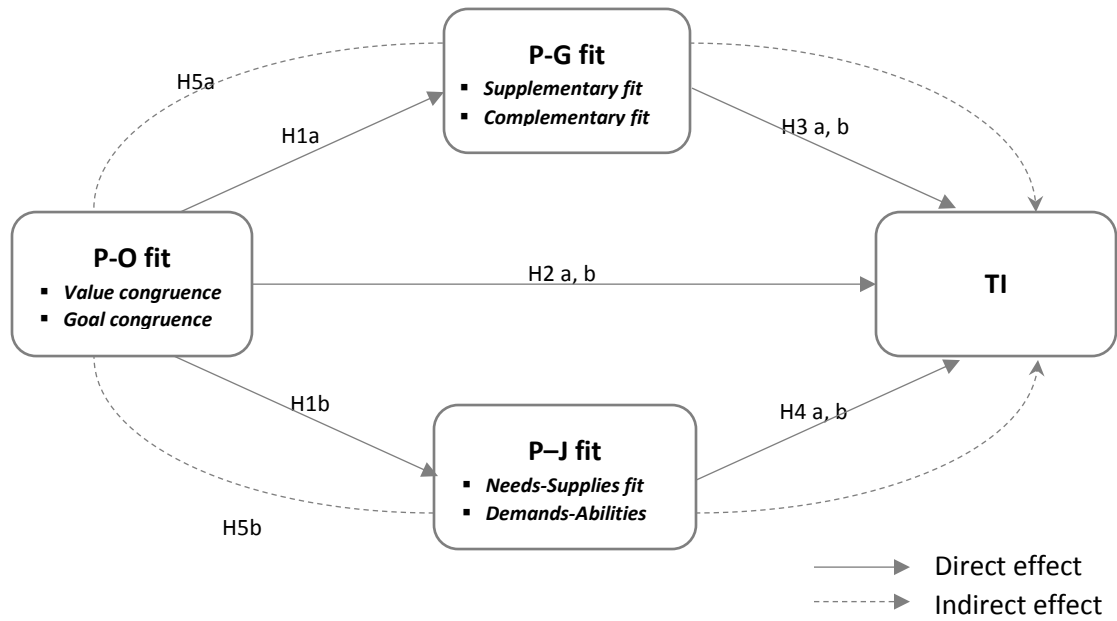 P-G fit
▪ Supplementary fit
▪ Complementary fit
H5a
H1a
H3 a, b
P-O fit
▪ Value congruence
▪ Goal congruence
H2 a, b
TI
H1b
H4 a, b
P–J fit
▪ Needs-Supplies fit
▪ Demands-Abilities
H5b
Direct effect
Indirect effect